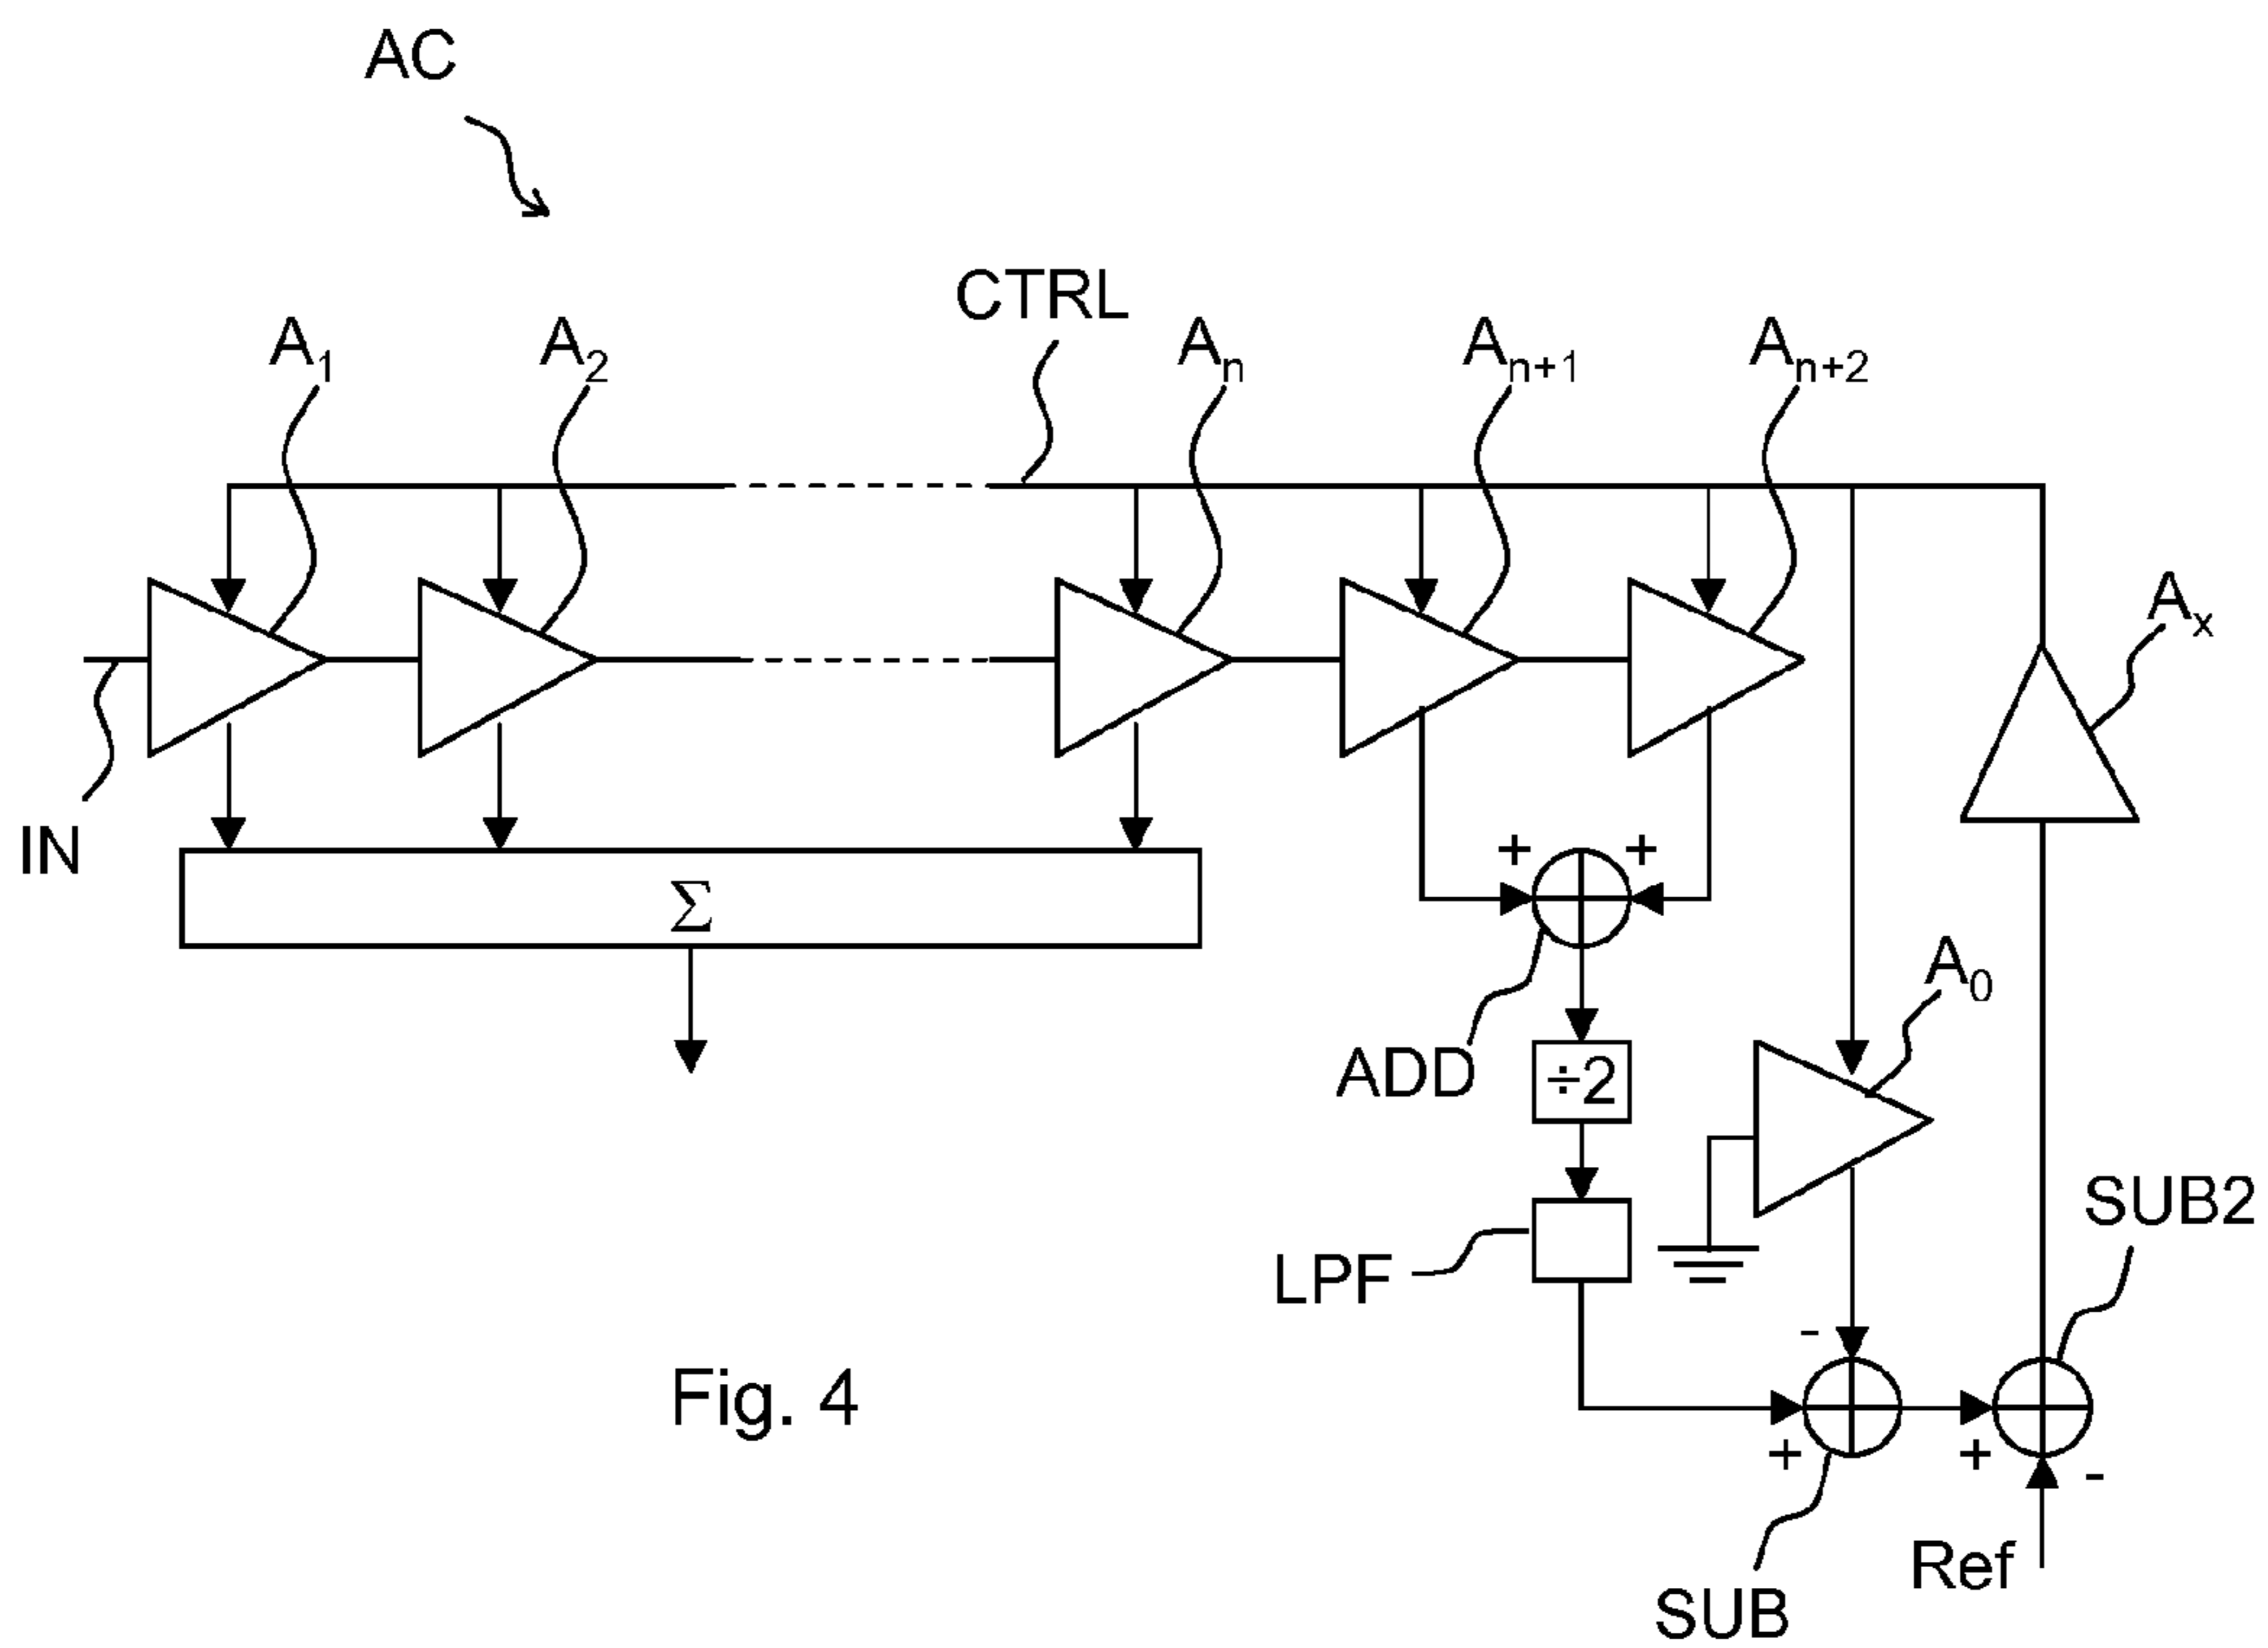 AC
CTRL
A1
A2
An
An+1
An+2
Ax
IN
Σ
+
+
ADD
÷2
A0
LPF
SUB2
-
+
+
-
Ref
SUB
Fig. 4